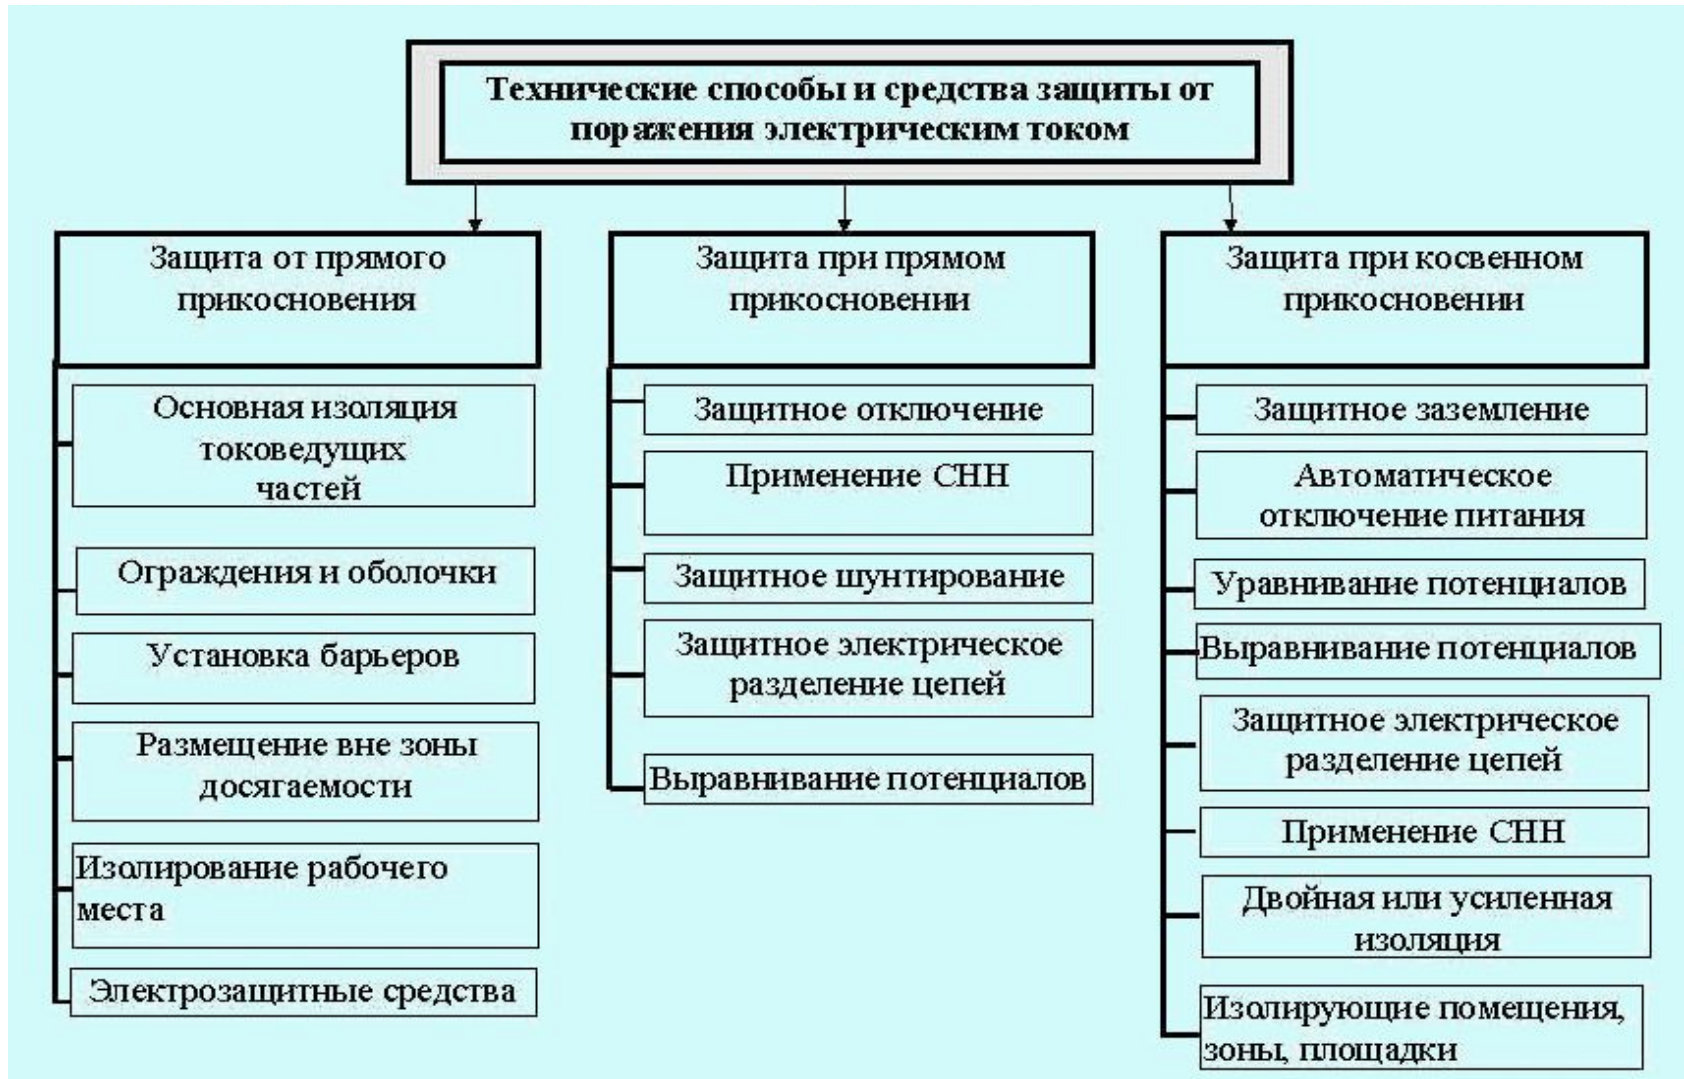 Технические способы и средства защиты от
поражения электрическим током
Защита от прямого
прикосновения
Основная изоляция
токоведущих
частей
Ограждения и оболочки
Установка барьеров
Размещение вне зоны
досягаемости
Изолирование рабочего
места
Электрозащитные средства
Защита при прямом
прикосновении
Защитное отключение
Применение СНН
Защитное шунтирование
Защитное электрическое
разделение цепей
Выравнивание потенциалов
Защита при косвенном
прикосновении
Защитное заземление
Автоматическое
отключение питания
Уравнивание потенциалов
Выравнивание потенциалов
Защитное электрическое
разделение цепей
Применение СНН
Двойная или усиленная
изоляция
Изолирующие помещения,
зоны, площадки